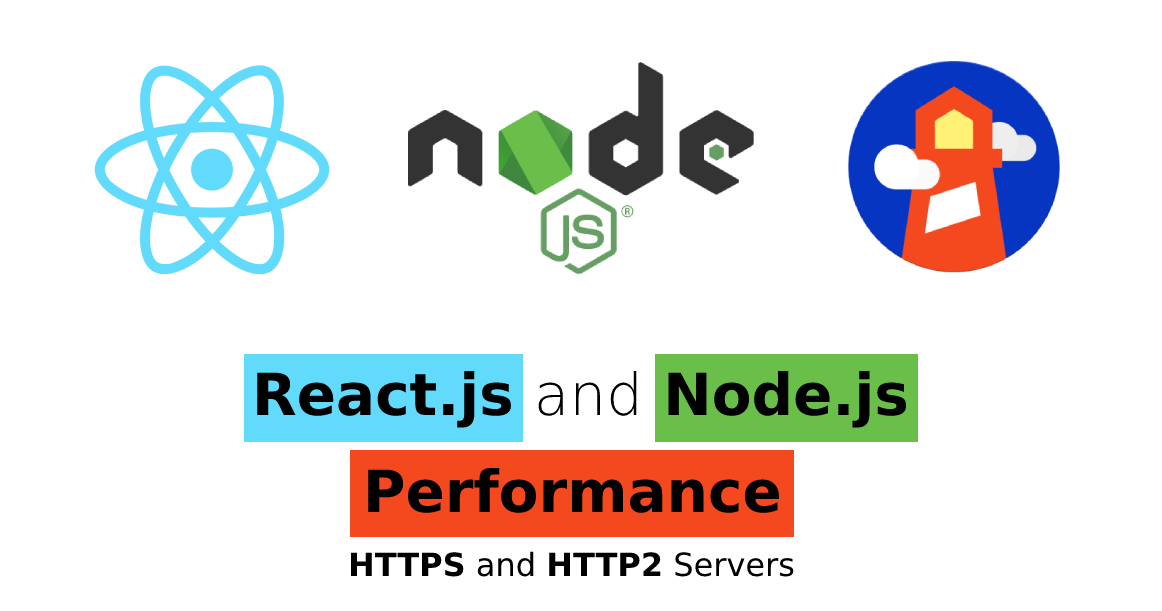 node
JS®
React.js and Node.js
Performance
HTTPS and HTTP2 Servers